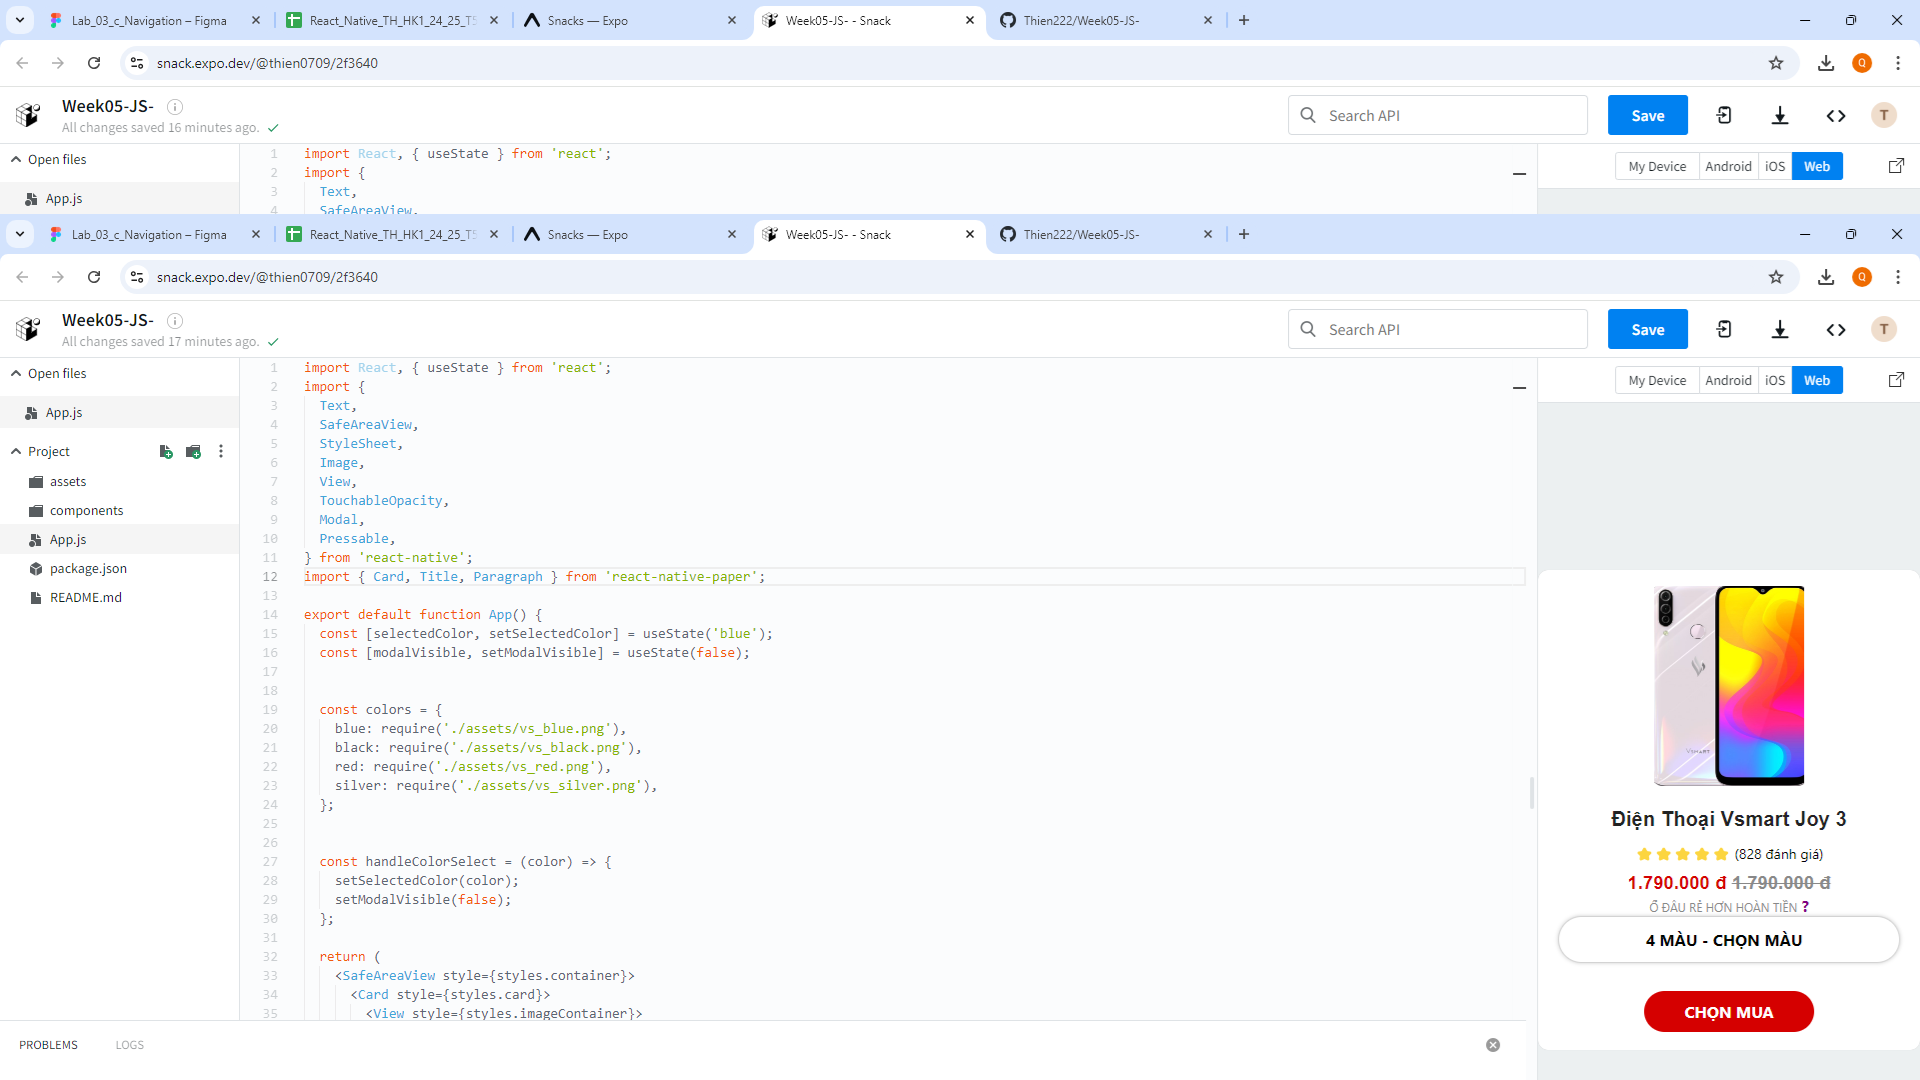 Lab_03_c_Navigation – Figma
React_Native_TH_HK1_24_25_T5
Snacks — Expo
Week05-JS- - Snack
Thien222/Week05-JS-
snack.expo.dev/@thien0709/2f3640
Q
Week05-JS-
All changes saved 16 minutes ago.
Search API
Save
T
Open files
App.js
1 import React, { useState } from 'react';
2 import {
3 Text,
4 SafeAreaView,
My Device
Android
iOS
Web
Lab_03_c_Navigation – Figma
React_Native_TH_HK1_24_25_T5
Snacks — Expo
Week05-JS- - Snack
Thien222/Week05-JS-
snack.expo.dev/@thien0709/2f3640
Q
Week05-JS-
All changes saved 17 minutes ago.
Search API
Save
T
Open files
App.js
Project
assets
components
App.js
package.json
README.md
1 import React, { useState } from 'react';
2 import {
3 Text,
4 SafeAreaView,
5 StyleSheet,
6 Image,
7 View,
8 TouchableOpacity,
9 Modal,
10 Pressable,
11 } from 'react-native';
12 import { Card, Title, Paragraph } from 'react-native-paper';
13
14 export default function App() {
15 const [selectedColor, setSelectedColor] = useState('blue');
16 const [modalVisible, setModalVisible] = useState(false);
17
18
19 const colors = {
20 blue: require('./assets/vs_blue.png'),
21 black: require('./assets/vs_black.png'),
22 red: require('./assets/vs_red.png'),
23 silver: require('./assets/vs_silver.png'),
24 };
25
26
27 const handleColorSelect = (color) => {
28 setSelectedColor(color);
29 setModalVisible(false);
30 };
31
32 return (
33 <SafeAreaView style={styles.container}>
34 <Card style={styles.card}>
35 <View style={styles.imageContainer}>
My Device
Android
iOS
Web
VSMART
Điện Thoại Vsmart Joy 3
(828 đánh giá)
1.790.000 đ 1.790.000 đ
Ở ĐÂU RẺ HƠN HOÀN TIỀN ?
4 MÀU - CHỌN MÀU
CHỌN MUA
PROBLEMS
LOGS